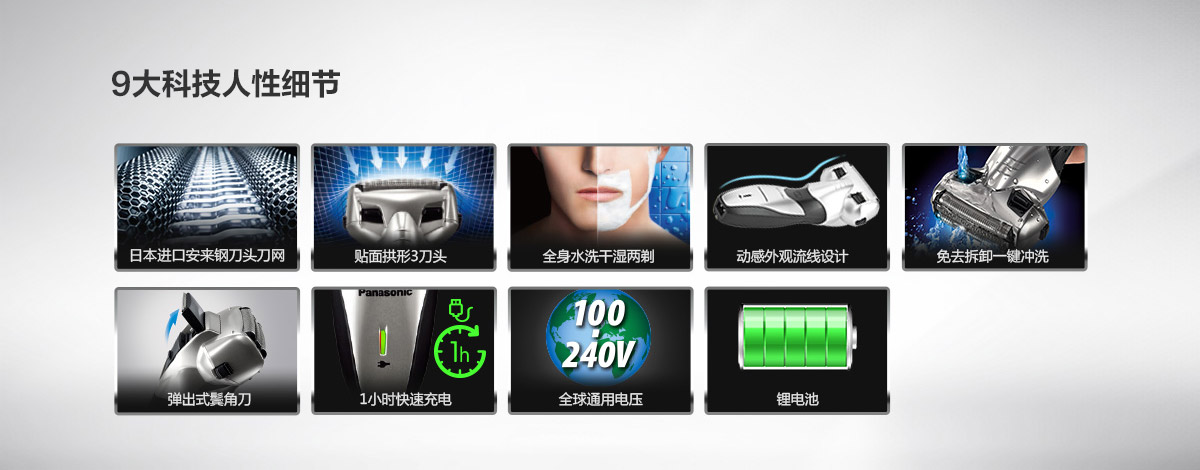 9大科技人性细节
日本进口安来钢刀头刀网
贴面拱形3刀头
全身水洗干湿两剃
动感外观流线设计
免去拆卸一键冲洗
弹出式鬓角刀
Panasonic
1h
1小时快速充电
100
-
240V
全球通用电压
锂电池